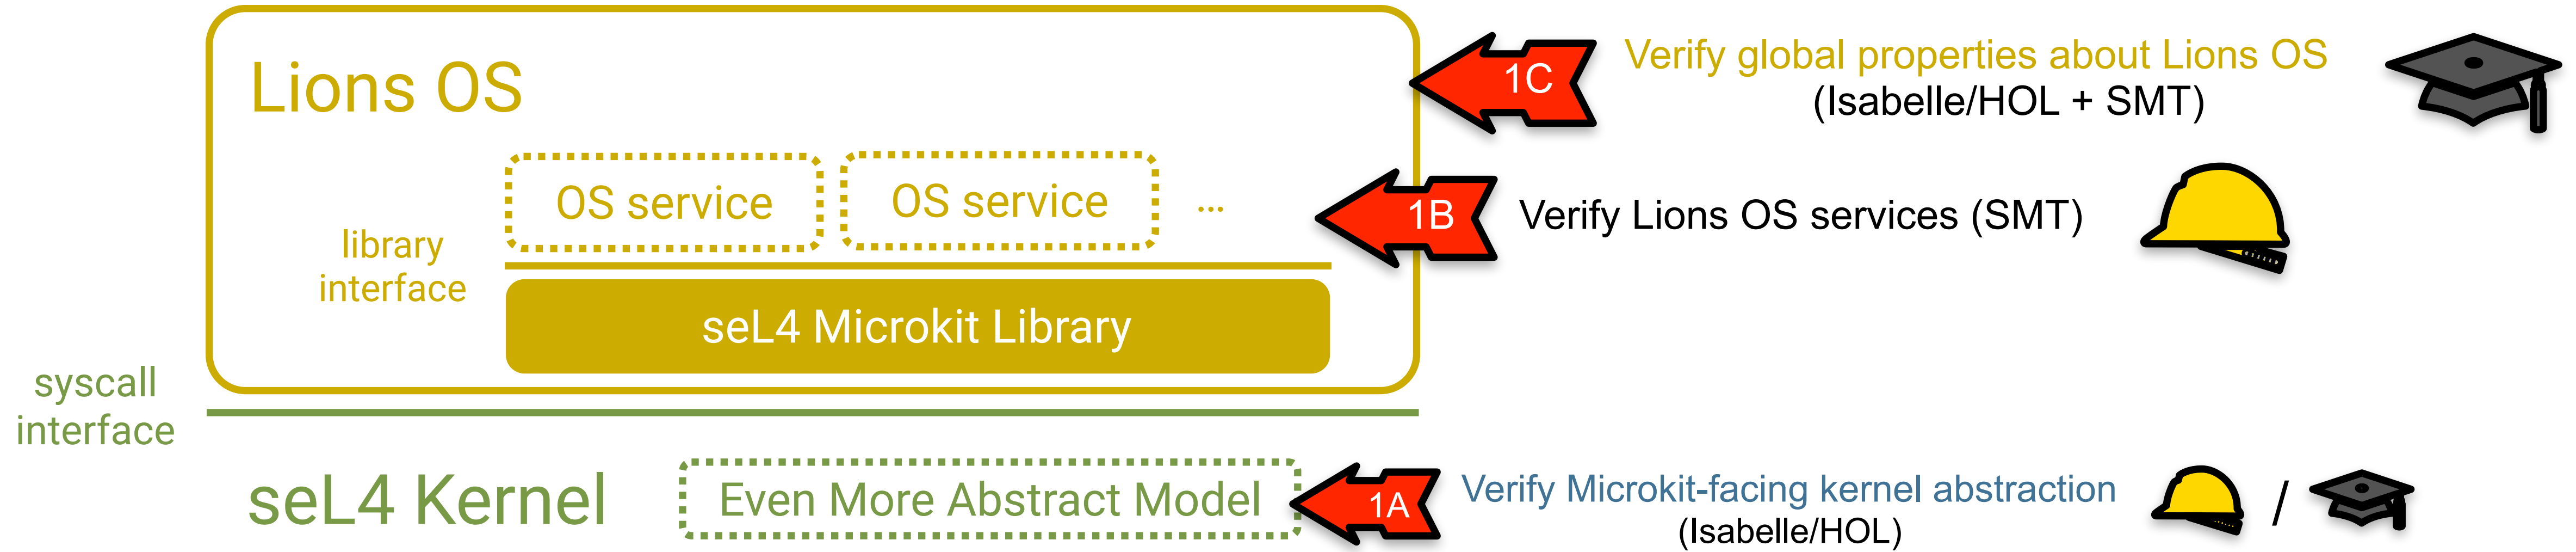 Lions OS
1C
Verify global properties about Lions OS
(Isabelle/HOL + SMT)
OS service
OS service
...
1B
Verify Lions OS services (SMT)
library
interface
seL4 Microkit Library
syscall
interface
seL4 Kernel
Even More Abstract Model
1A
Verify Microkit-facing kernel abstraction
(Isabelle/HOL)
/